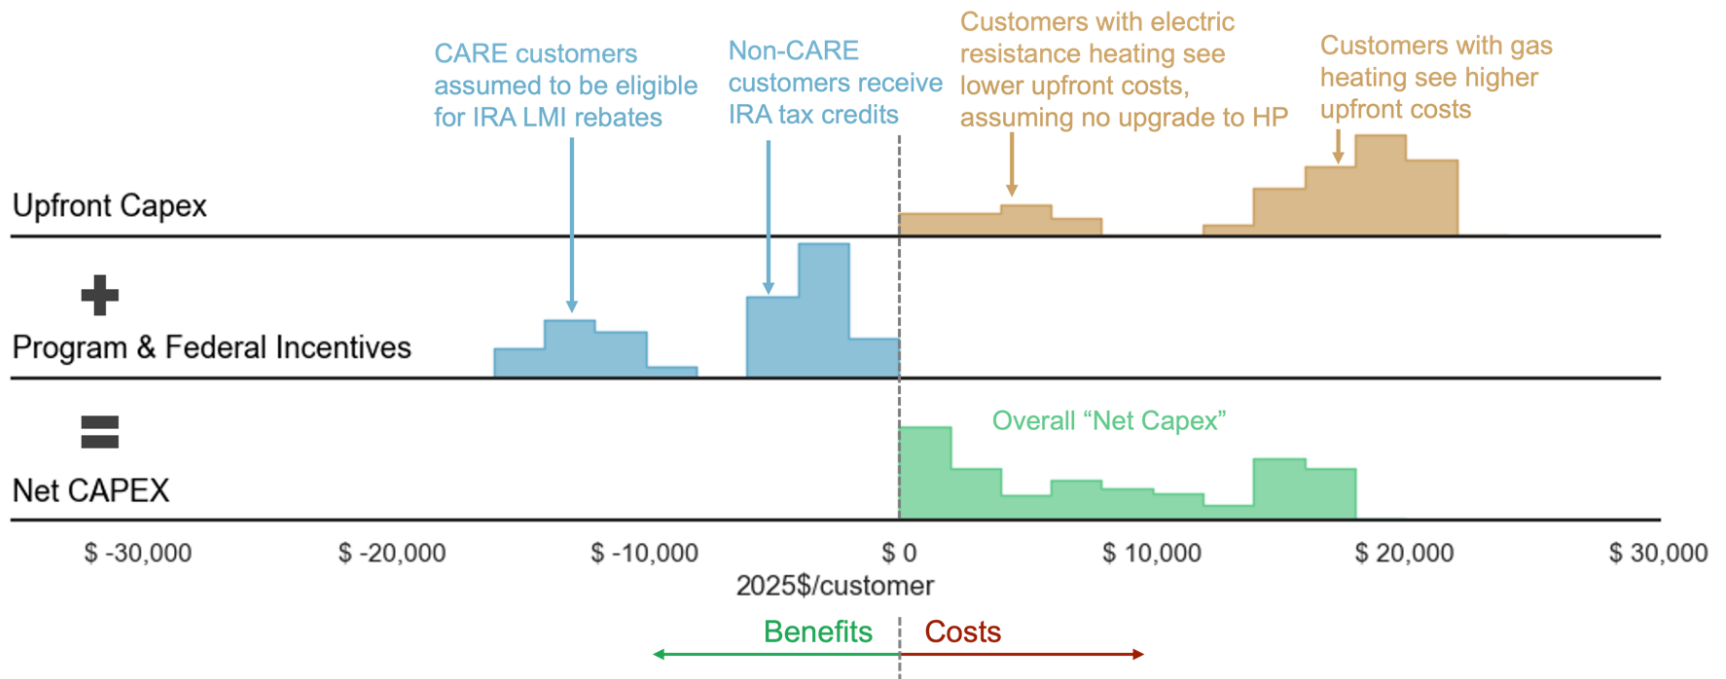 CARE customers
assumed to be eligible
for IRA LMI rebates
Non-CARE
customers receive
IRA tax credits
Customers with electric
resistance heating see
lower upfront costs,
assuming no upgrade to HP
Customers with gas
heating see higher
upfront costs
Upfront Capex
+
Program & Federal Incentives
=
Overall “Net Capex”
Net CAPEX
$ -30,000 $ -20,000 $ -10,000 $ 0 $ 10,000 $ 20,000 $ 30,000
2025$/customer
Benefits Costs